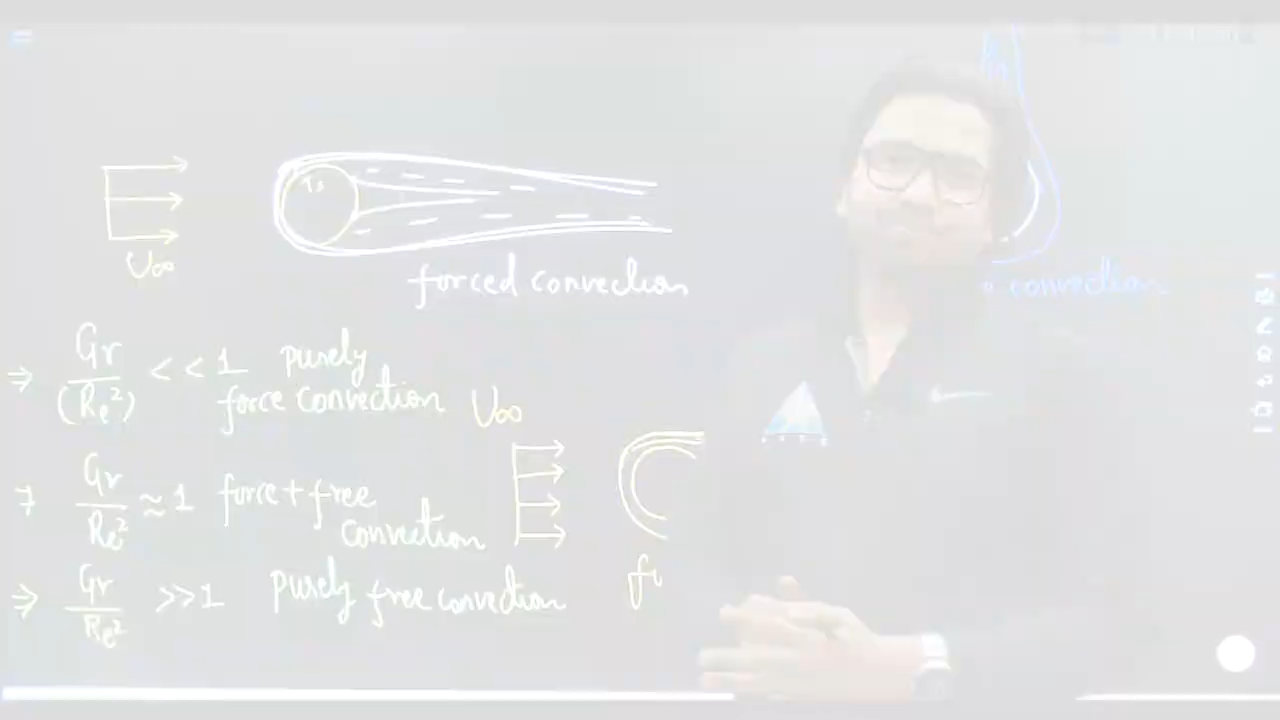 Ts
U∞
forced convection
convection
⇒ Gr/(Re²) << 1 purely
force convection
U∞
⇒ Gr/Re² ≈ 1 force + free
convection
⇒ Gr/Re² >> 1 purely free convection